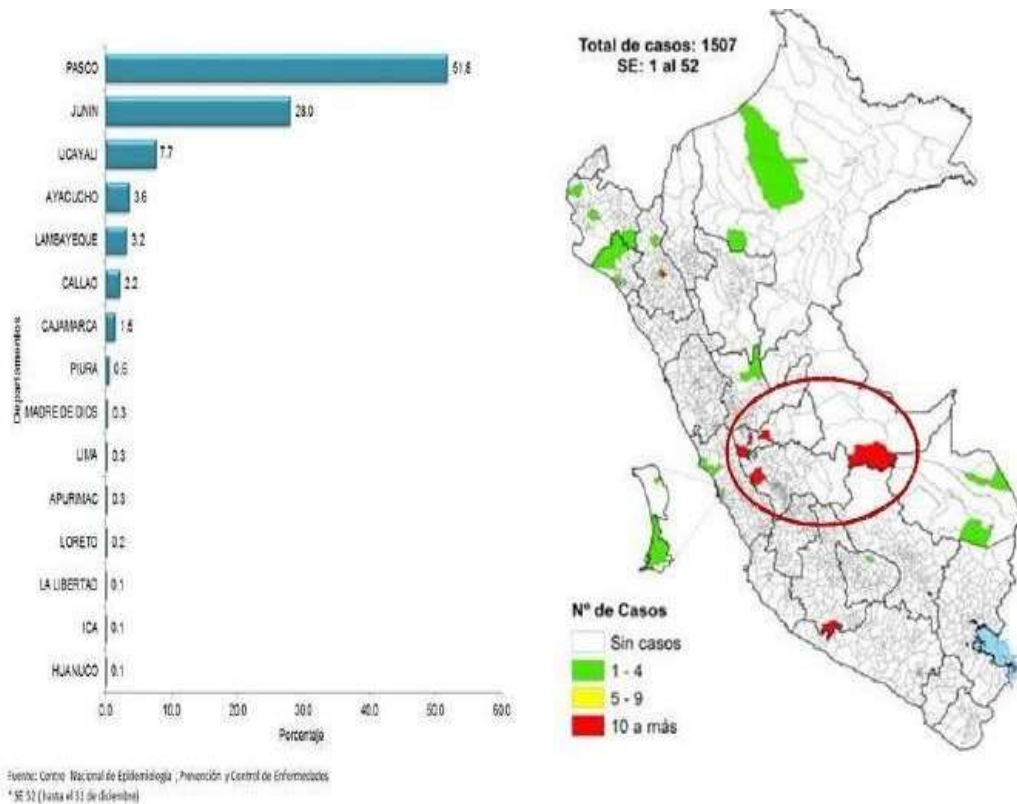 PASCO 51.8
JUNIN 28.0
UCAYALI 7.7
AYACUCHO 3.6
LAMBAYEQUE 3.2
CALLAO 2.2
CAJAMARCA 1.6
PIURA 0.6
MADRE DE DIOS 0.3
LIMA 0.3
APURIMAC 0.3
LORETO 0.2
LA LIBERTAD 0.1
ICA 0.1
HUANUCO 0.1
Departamentos
0.0 10.0 20.0 30.0 40.0 50.0 60.0
Porcentaje
Fuente: Centro Nacional de Epidemiología, Prevención y Control de Enfermedades
* SE 52 (hasta el 31 de diciembre)
Total de casos: 1507
SE: 1 al 52
Nº de Casos
Sin casos
1 - 4
5 - 9
10 a más